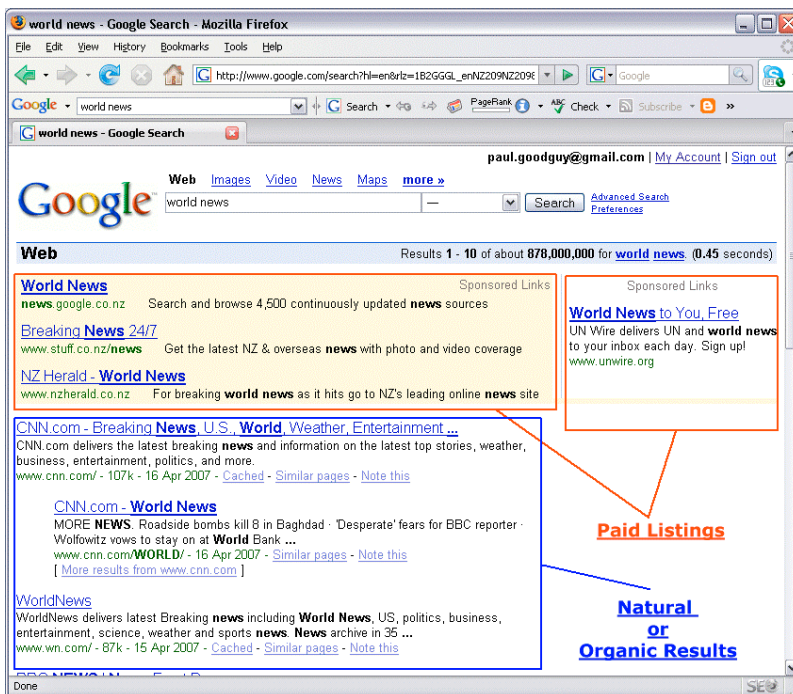 world news - Google Search - Mozilla Firefox
File Edit View History Bookmarks Tools Help
http://www.google.com/search?hl=en&rlz=1B2GGGL_enNZ209NZ209& Google
Google world news Search PageRank ABC Check Subscribe »
world news - Google Search
paul.goodguy@gmail.com | My Account | Sign out
Web Images Video News Maps more »
Google™ world news — Search Advanced Search
Preferences
Web Results 1 - 10 of about 878,000,000 for world news. (0.45 seconds)
World News Sponsored Links
news.google.co.nz Search and browse 4,500 continuously updated news sources
Breaking News 24/7
www.stuff.co.nz/news Get the latest NZ & overseas news with photo and video coverage
NZ Herald - World News
www.nzherald.co.nz For breaking world news as it hits go to NZ's leading online news site
Sponsored Links
World News to You, Free
UN Wire delivers UN and world news
to your inbox each day. Sign up!
www.unwire.org
CNN.com - Breaking News, U.S., World, Weather, Entertainment ...
CNN.com delivers the latest breaking news and information on the latest top stories, weather,
business, entertainment, politics, and more.
www.cnn.com/ - 107k - 16 Apr 2007 - Cached - Similar pages - Note this
CNN.com - World News
MORE NEWS. Roadside bombs kill 8 in Baghdad · 'Desperate' fears for BBC reporter ·
Wolfowitz vows to stay on at World Bank ...
www.cnn.com/WORLD/ - 16 Apr 2007 - Similar pages - Note this
[ More results from www.cnn.com ]
WorldNews
WorldNews delivers latest Breaking news including World News, US, politics, business,
entertainment, science, weather and sports news. News archive in 35 ...
www.wn.com/ - 87k - 15 Apr 2007 - Cached - Similar pages - Note this
Paid Listings
Natural
or
Organic Results
Done SEO